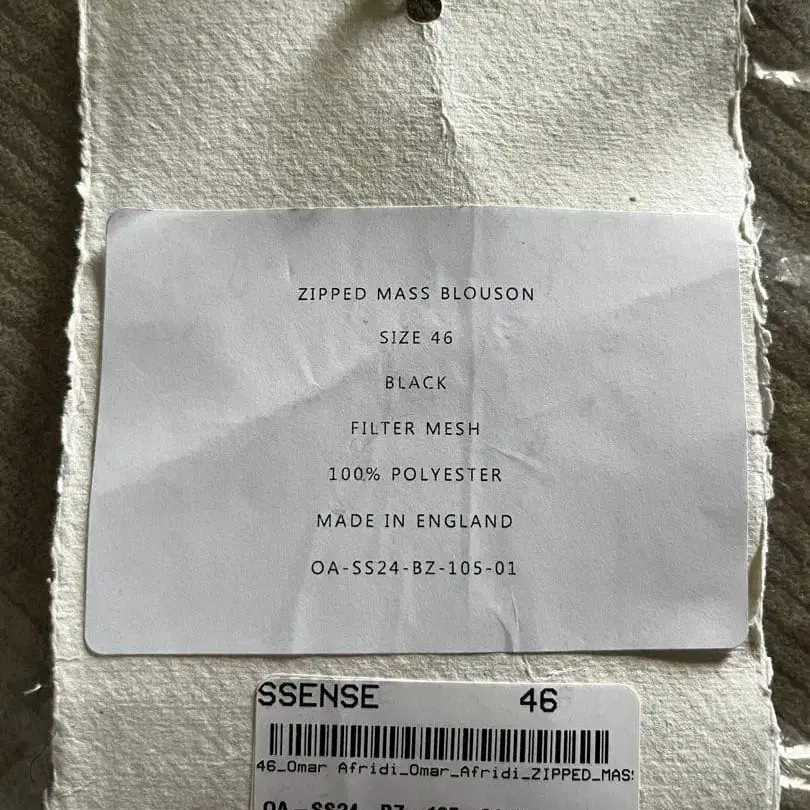 ZIPPED MASS BLOUSON
SIZE 46
BLACK
FILTER MESH
100% POLYESTER
MADE IN ENGLAND
OA-SS24-BZ-105-01
SSENSE 46
46_Omar Afridi_Omar_Afridi_ZIPPED_MAS